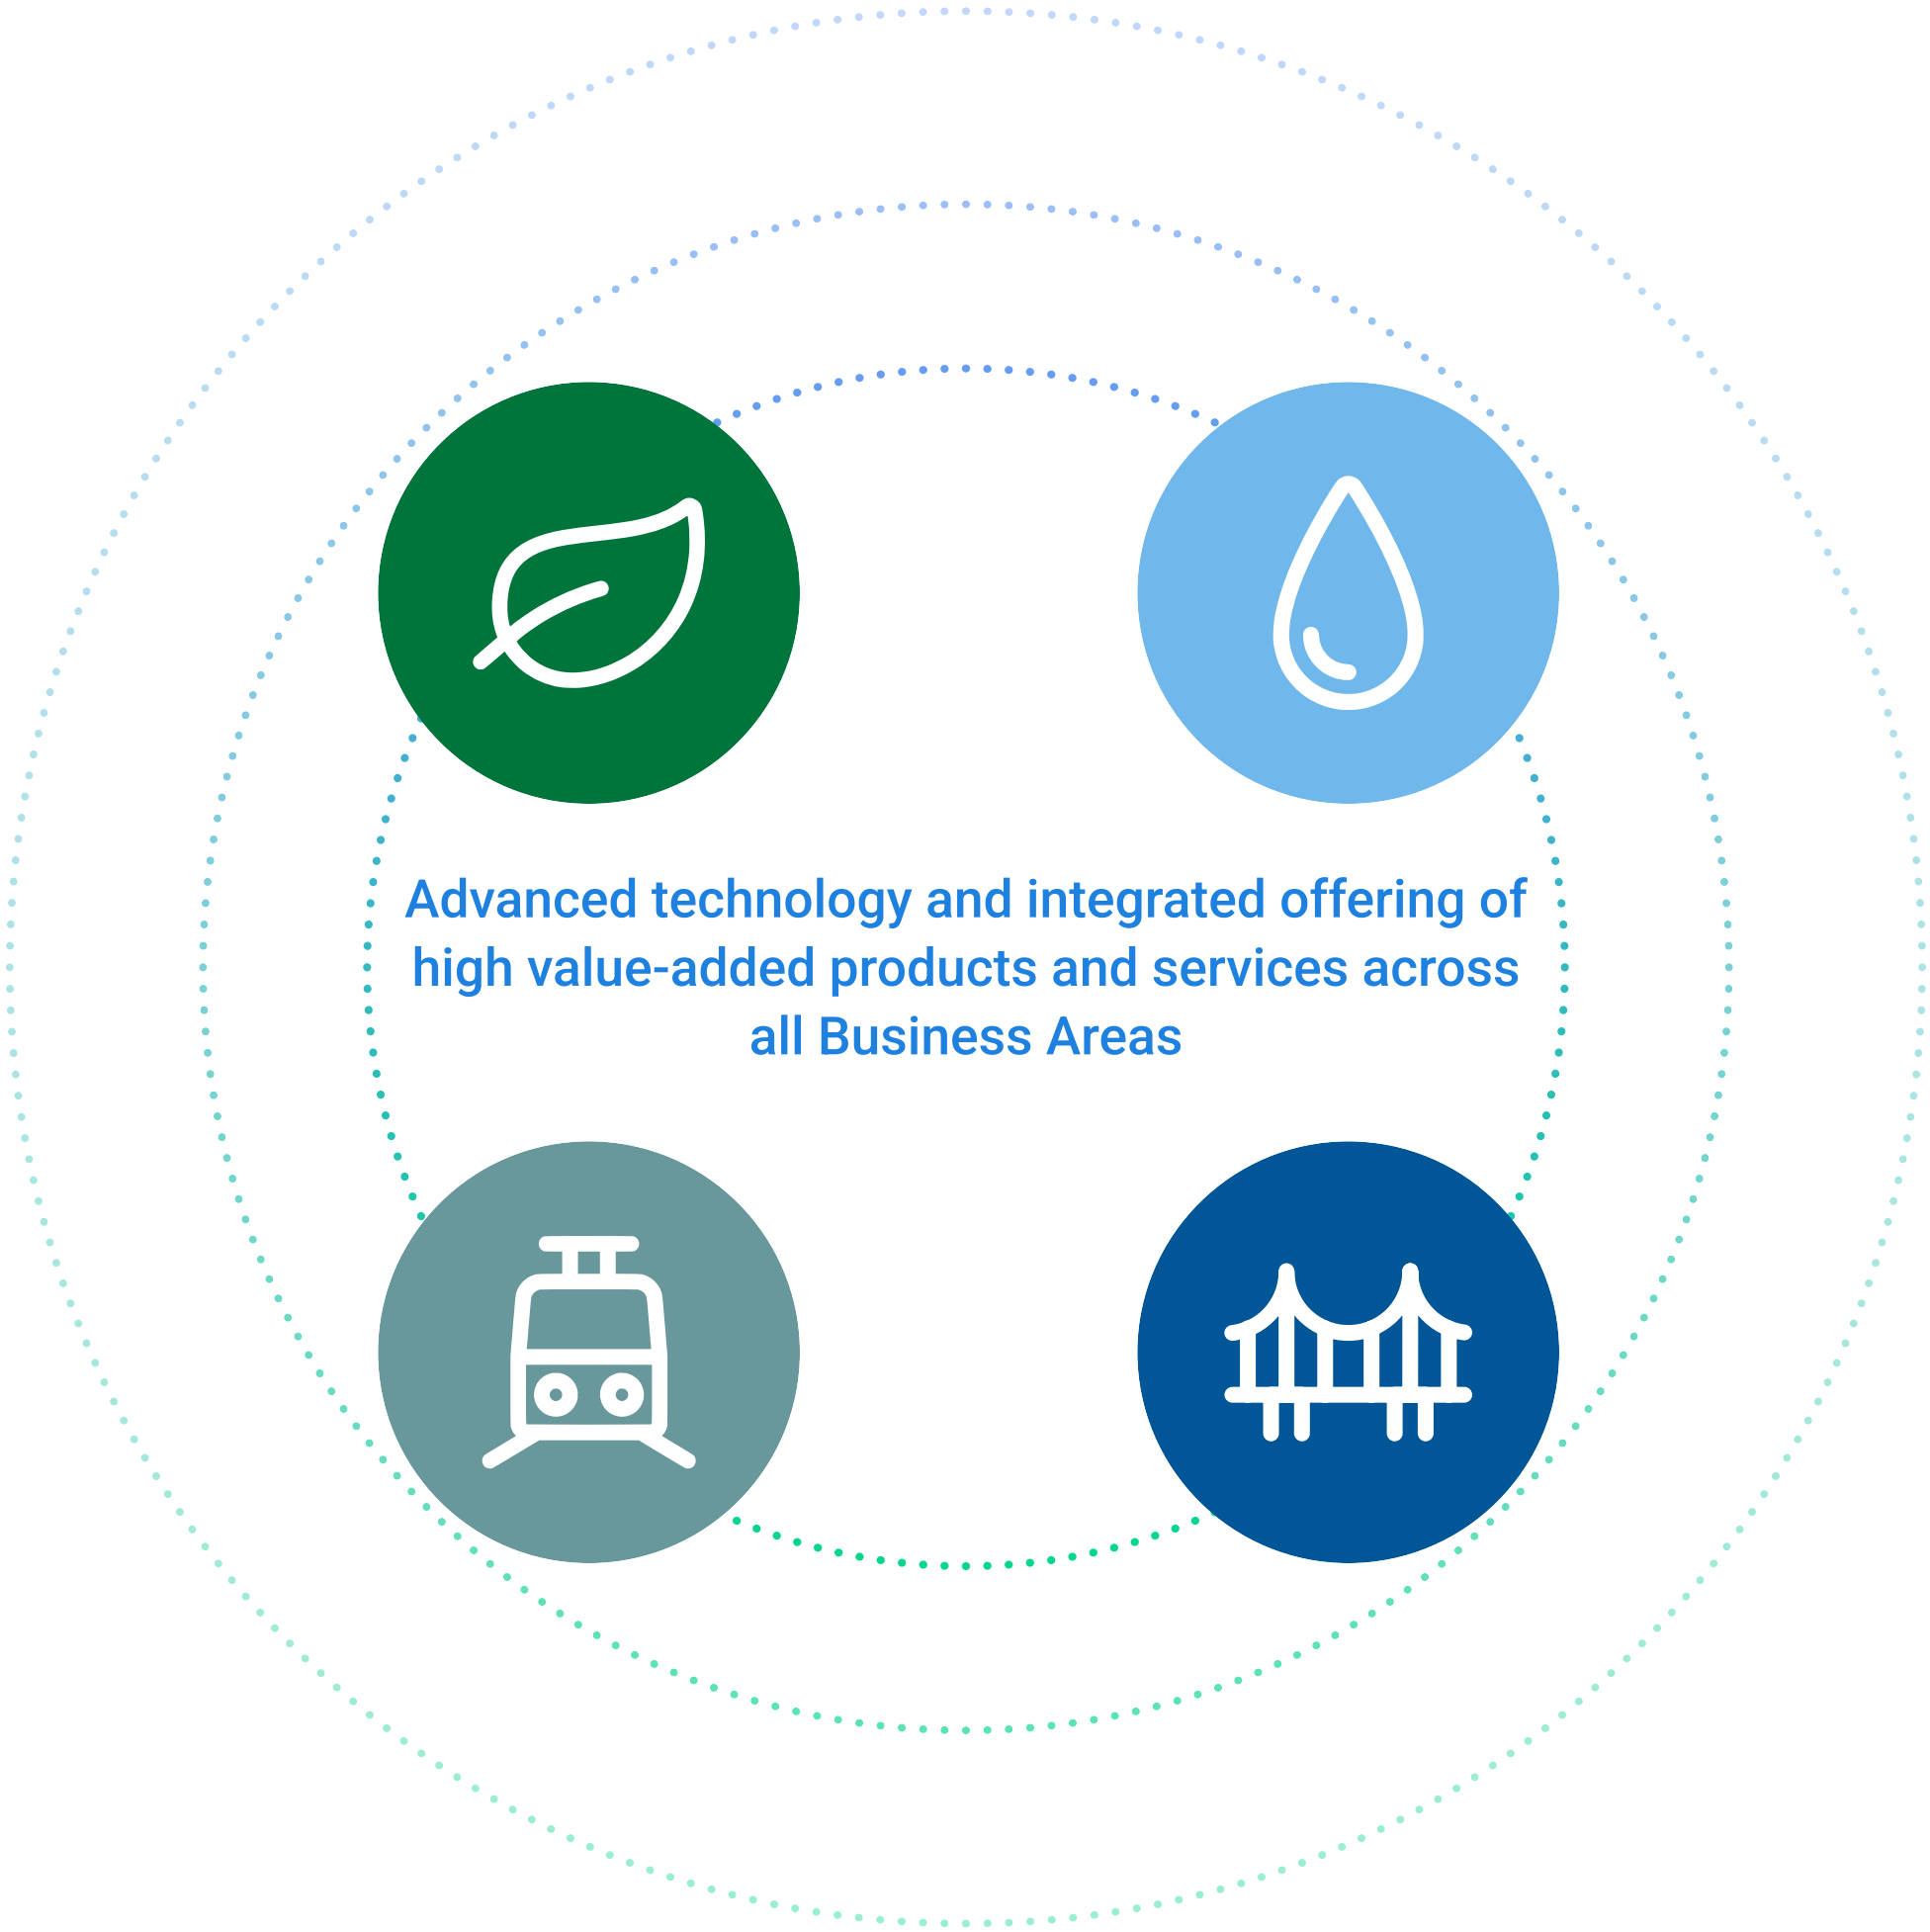 Advanced technology and integrated offering of
high value-added products and services across
all Business Areas